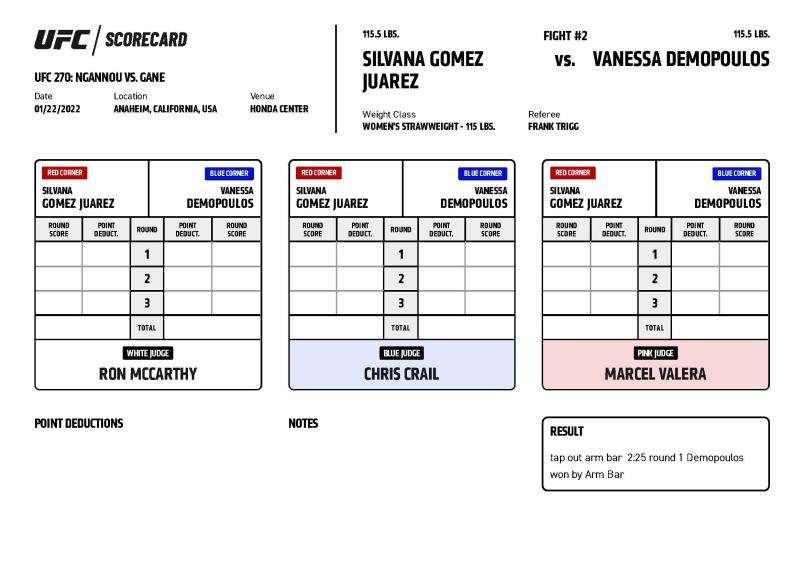 UFC / SCORECARD
UFC 270: NGANNOU VS. GANE
Date Location Venue
01/22/2022 ANAHEIM, CALIFORNIA, USA HONDA CENTER
115.5 LBS. FIGHT #2 115.5 LBS.
SILVANA GOMEZ JUAREZ vs. VANESSA DEMOPOULOS
Weight Class Referee
WOMEN'S STRAWWEIGHT - 115 LBS. FRANK TRIGG
RED CORNER BLUE CORNER
SILVANA VANESSA
GOMEZ JUAREZ DEMOPOULOS
ROUND SCORE POINT DEDUCT. ROUND POINT DEDUCT. ROUND SCORE
1
2
3
TOTAL
WHITE JUDGE
RON MCCARTHY
RED CORNER BLUE CORNER
SILVANA VANESSA
GOMEZ JUAREZ DEMOPOULOS
ROUND SCORE POINT DEDUCT. ROUND POINT DEDUCT. ROUND SCORE
1
2
3
TOTAL
BLUE JUDGE
CHRIS CRAIL
RED CORNER BLUE CORNER
SILVANA VANESSA
GOMEZ JUAREZ DEMOPOULOS
ROUND SCORE POINT DEDUCT. ROUND POINT DEDUCT. ROUND SCORE
1
2
3
TOTAL
PINK JUDGE
MARCEL VALERA
POINT DEDUCTIONS
NOTES
RESULT
tap out arm bar 2:25 round 1 Demopoulos
won by Arm Bar